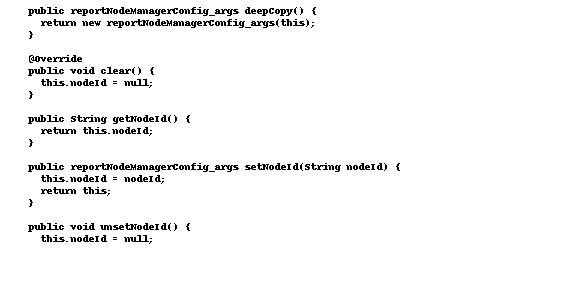 public reportNodeManagerConfig_args deepCopy() {
return new reportNodeManagerConfig_args(this);
}
@Override
public void clear() {
this.nodeId = null;
}
public String getNodeId() {
return this.nodeId;
}
public reportNodeManagerConfig_args setNodeId(String nodeId) {
this.nodeId = nodeId;
return this;
}
public void unsetNodeId() {
this.nodeId = null;